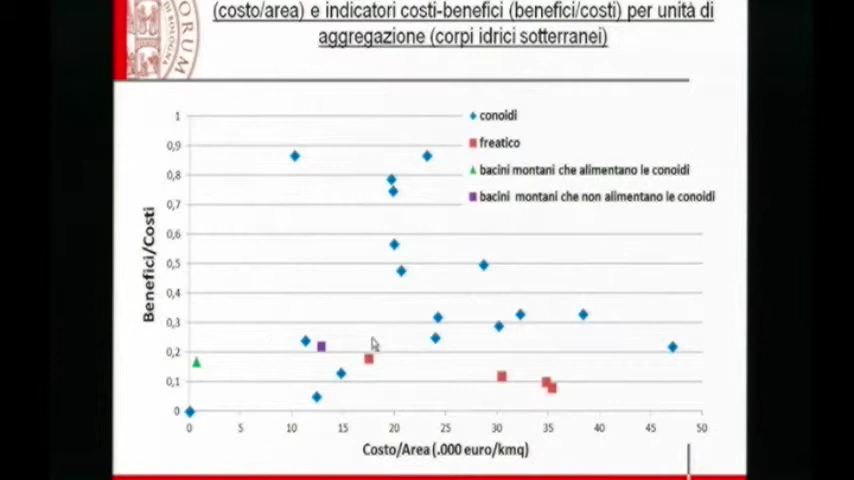 (costo/area) e indicatori costi-benefici (benefici/costi) per unità di
aggregazione (corpi idrici sotterranei)
ORUM
DI BOLOGNA
conoidi
freatico
bacini montani che alimentano le conoidi
bacini montani che non alimentano le conoidi
Benefici/Costi
1
0,9
0,8
0,7
0,6
0,5
0,4
0,3
0,2
0,1
0
0 5 10 15 20 25 30 35 40 45 50
Costo/Area (.000 euro/kmq)